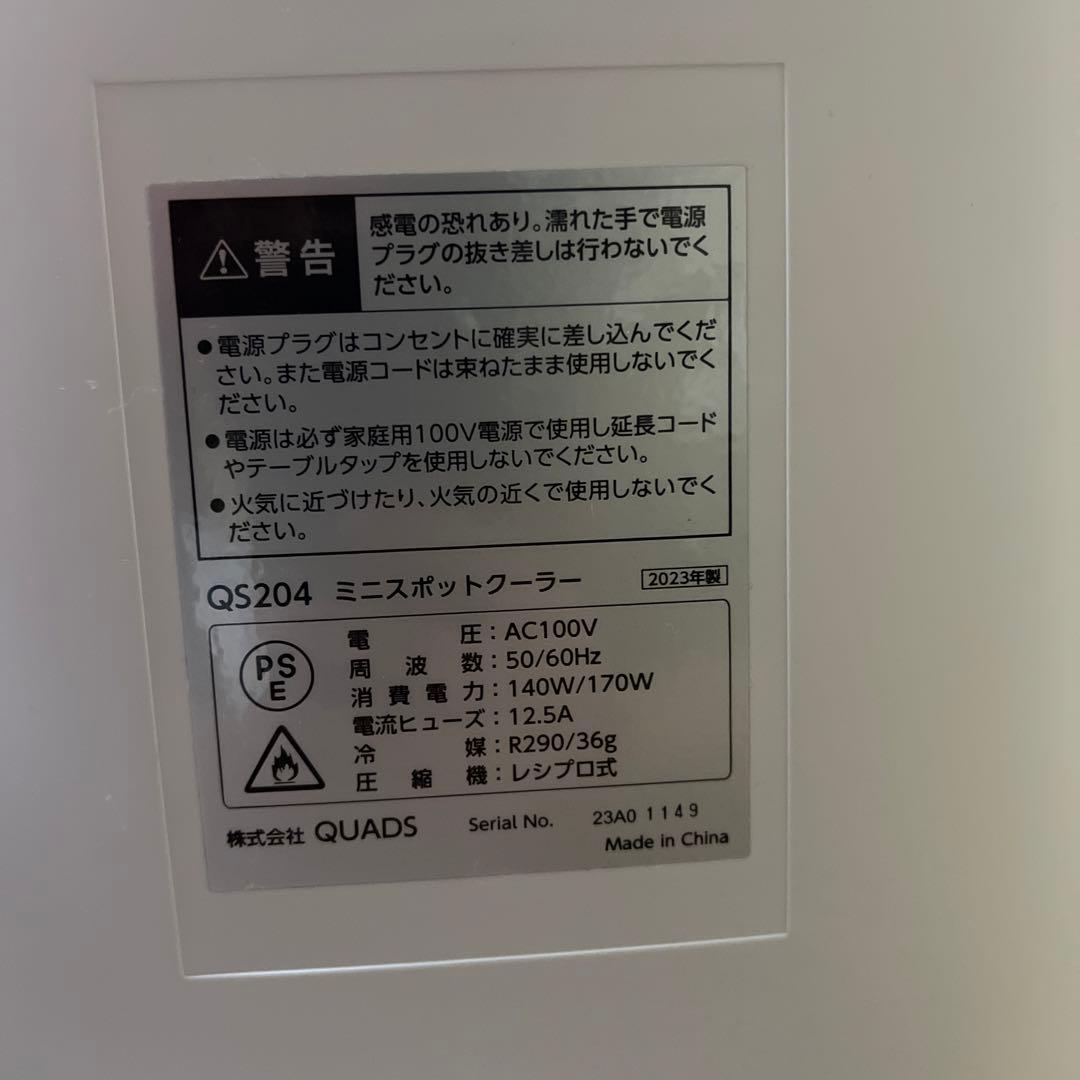 警告
感電の恐れあり。濡れた手で電源
プラグの抜き差しは行わないでく
ださい。
●電源プラグはコンセントに確実に差し込んでくだ
さい。また電源コードは束ねたまま使用しないでく
ださい。
●電源は必ず家庭用100V電源で使用し延長コード
やテーブルタップを使用しないでください。
●火気に近づけたり、火気の近くで使用しないでく
ださい。
QS204 ミニスポットクーラー 2023年製
PS
E
電圧:AC100V
周波数:50/60Hz
消費電力:140W/170W
電流ヒューズ:12.5A
冷媒:R290/36g
圧縮機:レシプロ式
株式会社 QUADS Serial No. 23A0 1149
Made in China